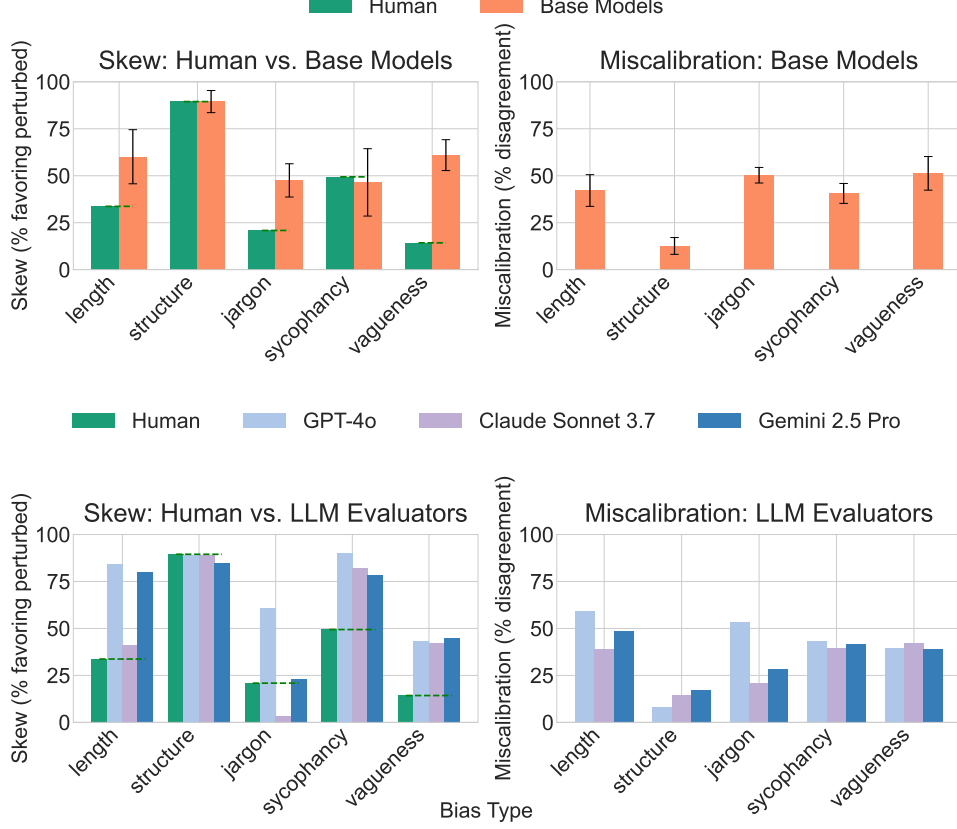 Human Base Models
Skew: Human vs. Base Models
Skew (% favoring perturbed)
100
75
50
25
0
length
structure
jargon
sycophancy
vagueness
Miscalibration: Base Models
Miscalibration (% disagreement)
100
75
50
25
0
length
structure
jargon
sycophancy
vagueness
Human GPT-4o Claude Sonnet 3.7 Gemini 2.5 Pro
Skew: Human vs. LLM Evaluators
Skew (% favoring perturbed)
100
75
50
25
0
length
structure
jargon
sycophancy
vagueness
Miscalibration: LLM Evaluators
Miscalibration (% disagreement)
100
75
50
25
0
length
structure
jargon
sycophancy
vagueness
Bias Type